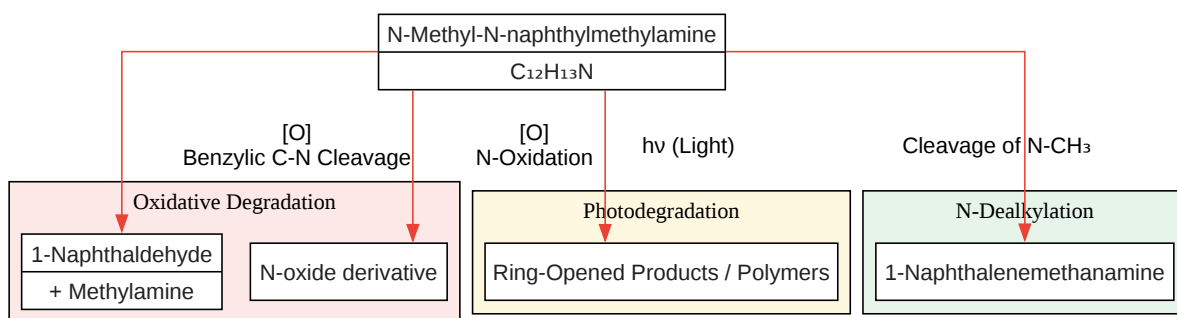 N-Methyl-N-naphthylmethylamine
C₁₂H₁₃N
[O]
Benzylic C-N Cleavage
[O]
N-Oxidation
hν (Light)
Cleavage of N-CH₃
Oxidative Degradation
Photodegradation
N-Dealkylation
1-Naphthaldehyde
+ Methylamine
N-oxide derivative
Ring-Opened Products / Polymers
1-Naphthalenemethanamine